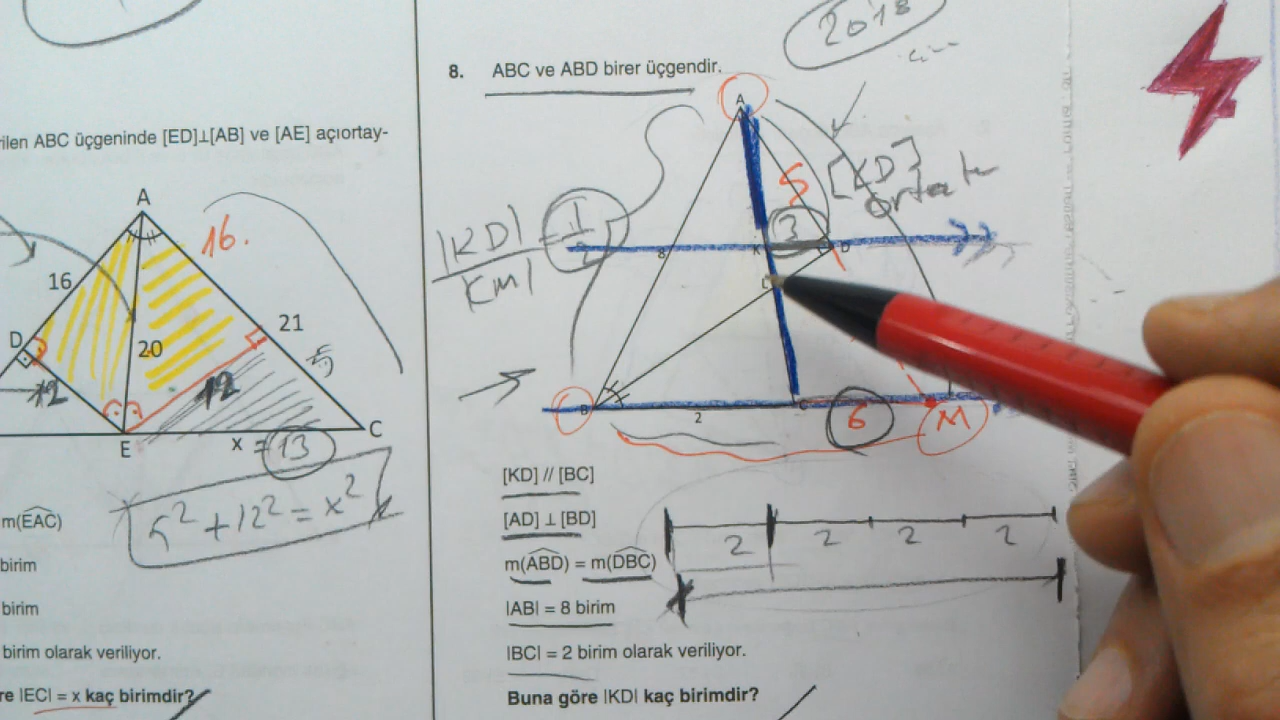 2018
8. ABC ve ABD birer üçgendir.
rilen ABC üçgeninde [ED]⊥[AB] ve [AE] açıortay-
A
16
16.
D
20
21
5
12
12
E
x = 13
C
5² + 12² = x²
m(EAC)
birim
birim
birim olarak veriliyor.
re |EC| = x kaç birimdir?
A
5
[KD]
orta
|KD| = 1/2
|KM|
8
K
3
D
L
B
2
C
6
M
[KD] // [BC]
[AD] ⊥ [BD]
m(ABD) = m(DBC)
|AB| = 8 birim
|BC| = 2 birim olarak veriliyor.
Buna göre |KD| kaç birimdir?
2 2 2 2